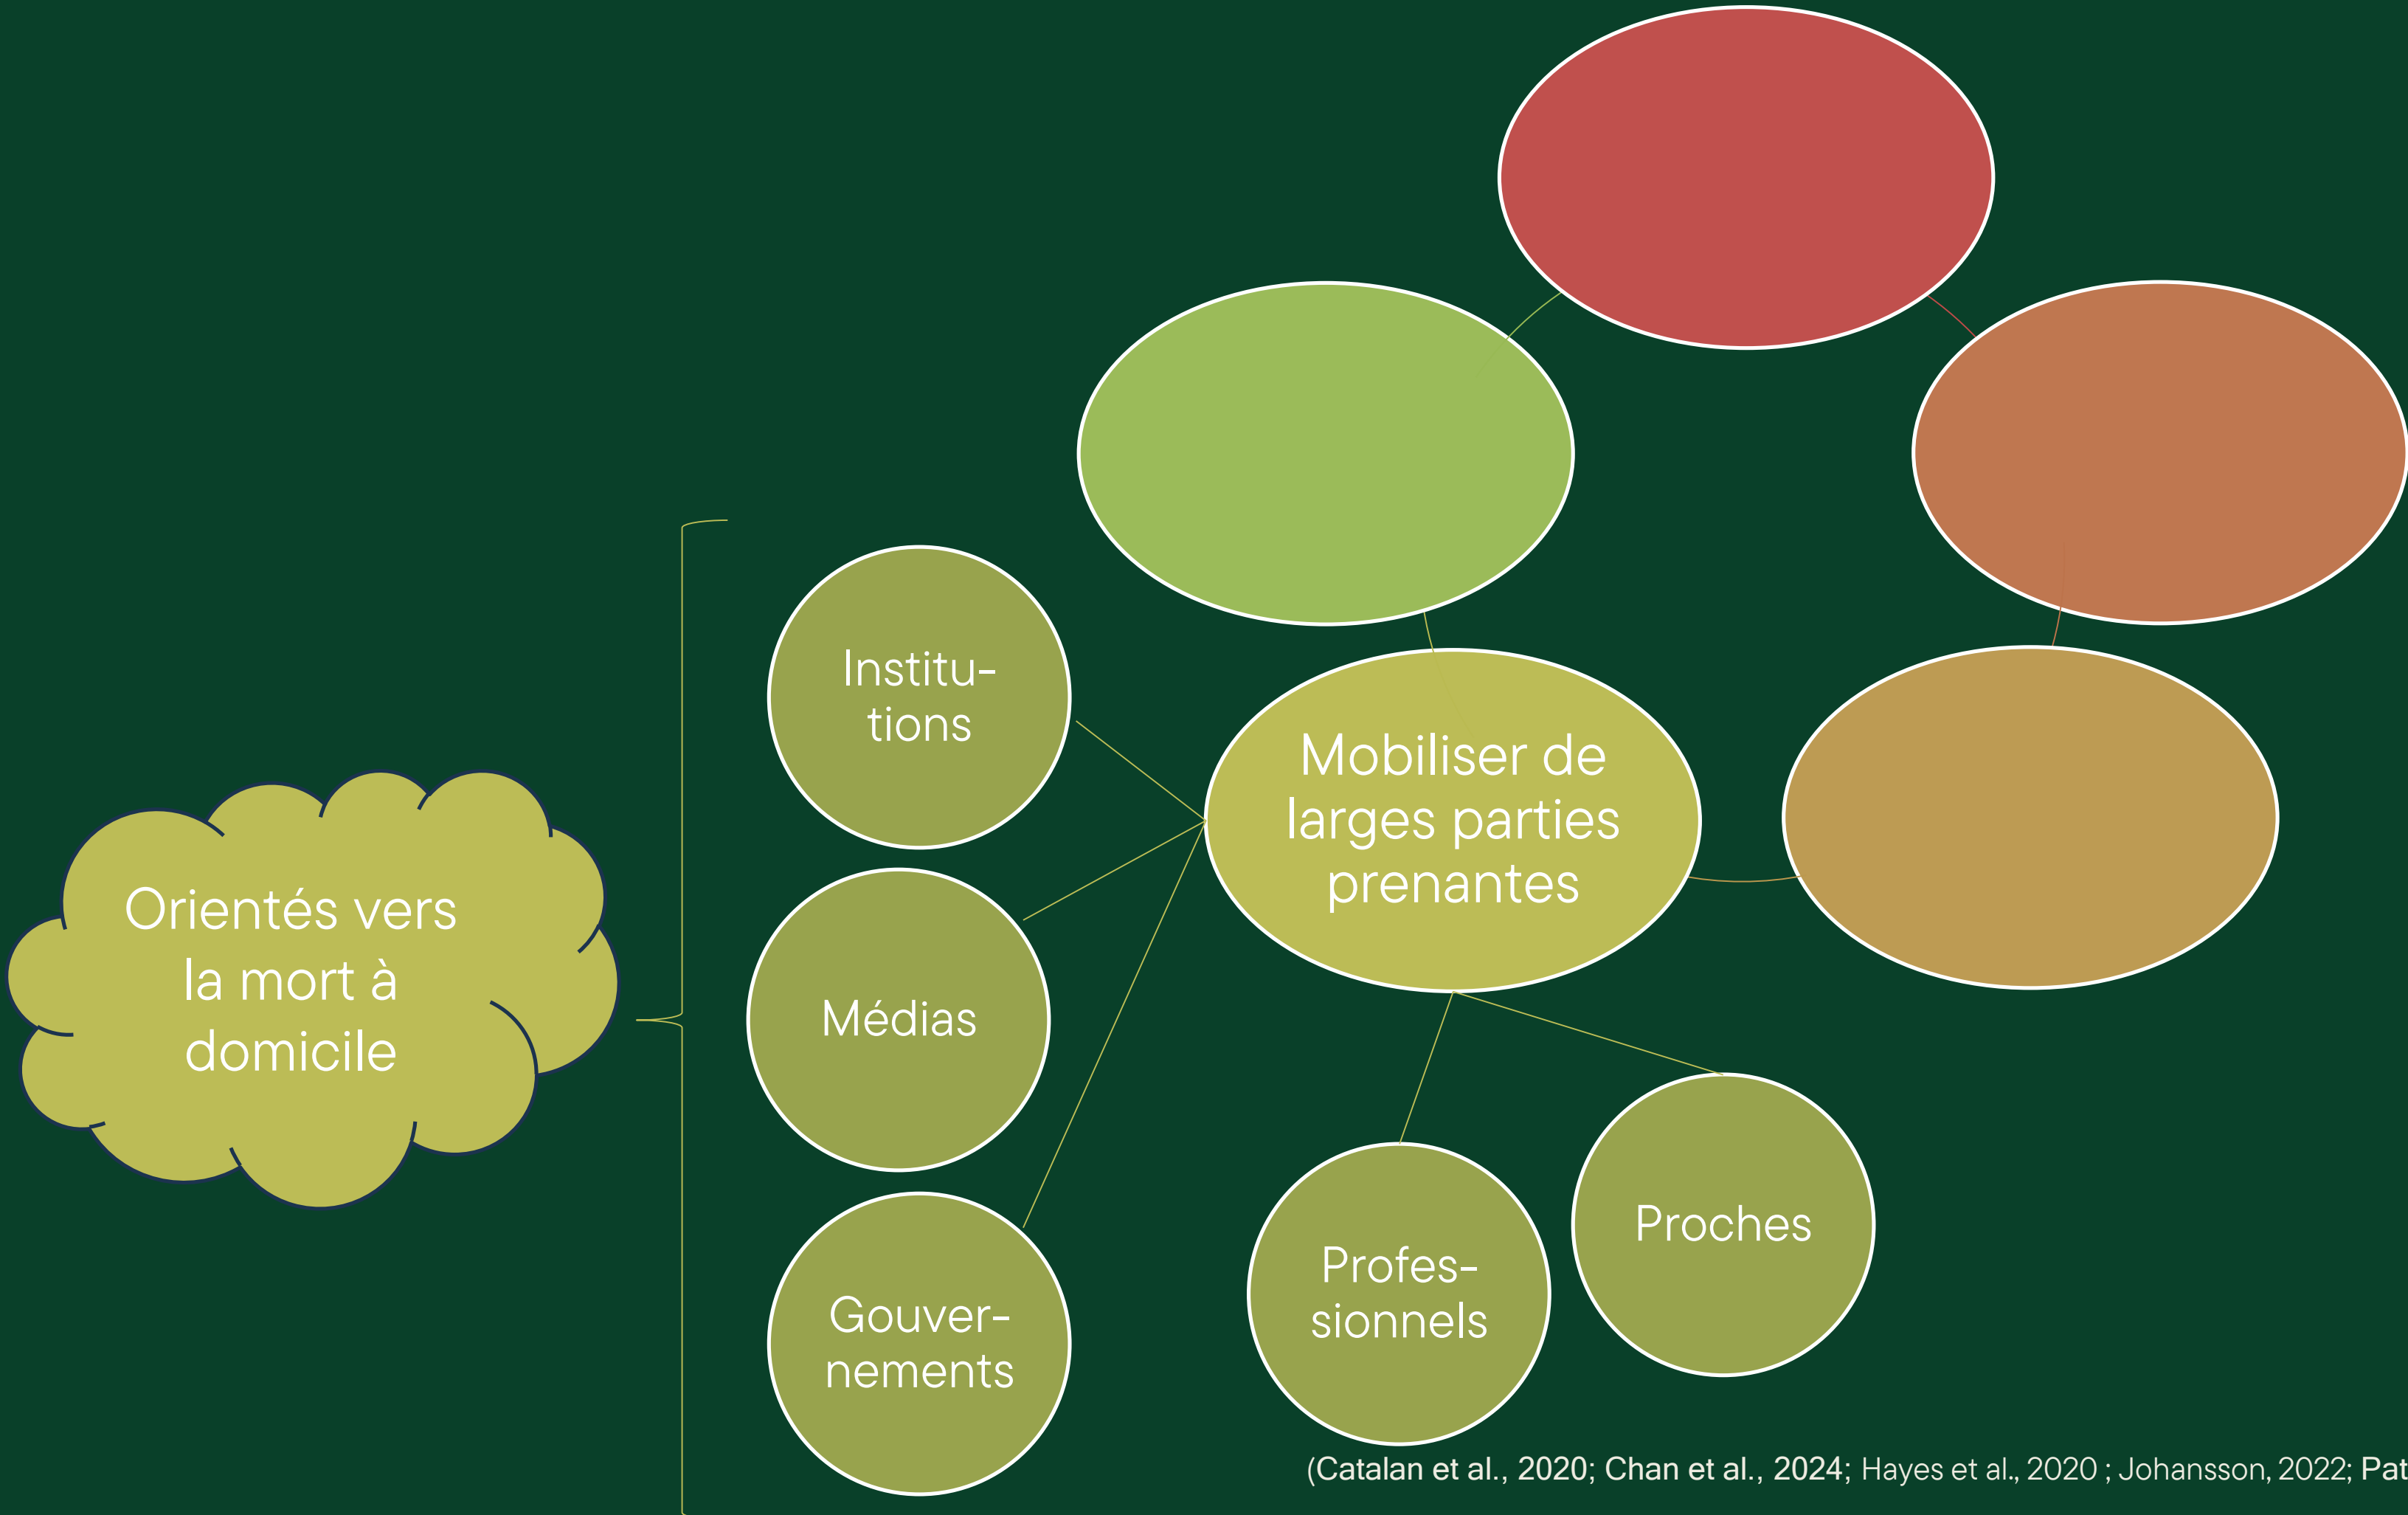 Institu-
tions
Mobiliser de
larges parties
prenantes
Orientés vers
la mort à
domicile
Médias
Gouver-
nements
Profes-
sionnels
Proches
(Catalan et al., 2020; Chan et al., 2024; Hayes et al., 2020 ; Johansson, 2022; Pat